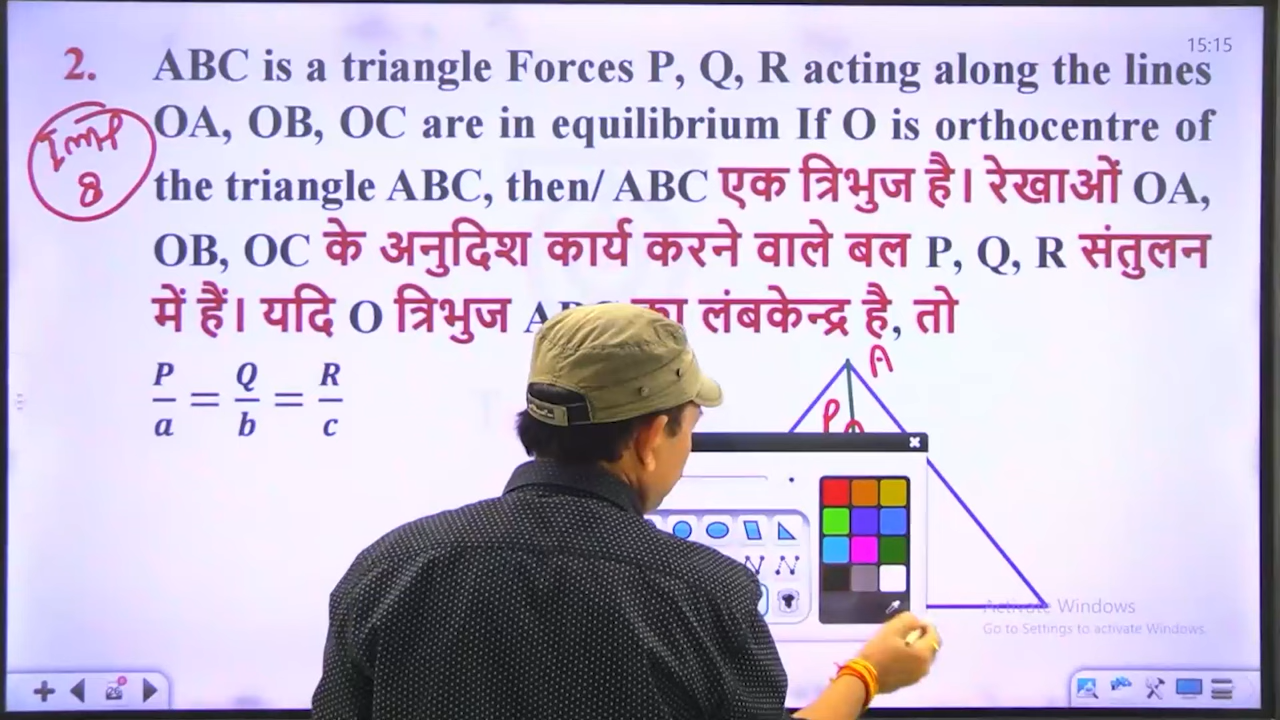 15:15
2. ABC is a triangle Forces P, Q, R acting along the lines
OA, OB, OC are in equilibrium If O is orthocentre of
the triangle ABC, then/ ABC एक त्रिभुज है। रेखाओं OA,
OB, OC के अनुदिश कार्य करने वाले बल P, Q, R संतुलन
में हैं। यदि O त्रिभुज का लंबकेन्द्र है, तो
Imp
8
P/a = Q/b = R/c
A
P
Activate Windows
Go to Settings to activate Windows.